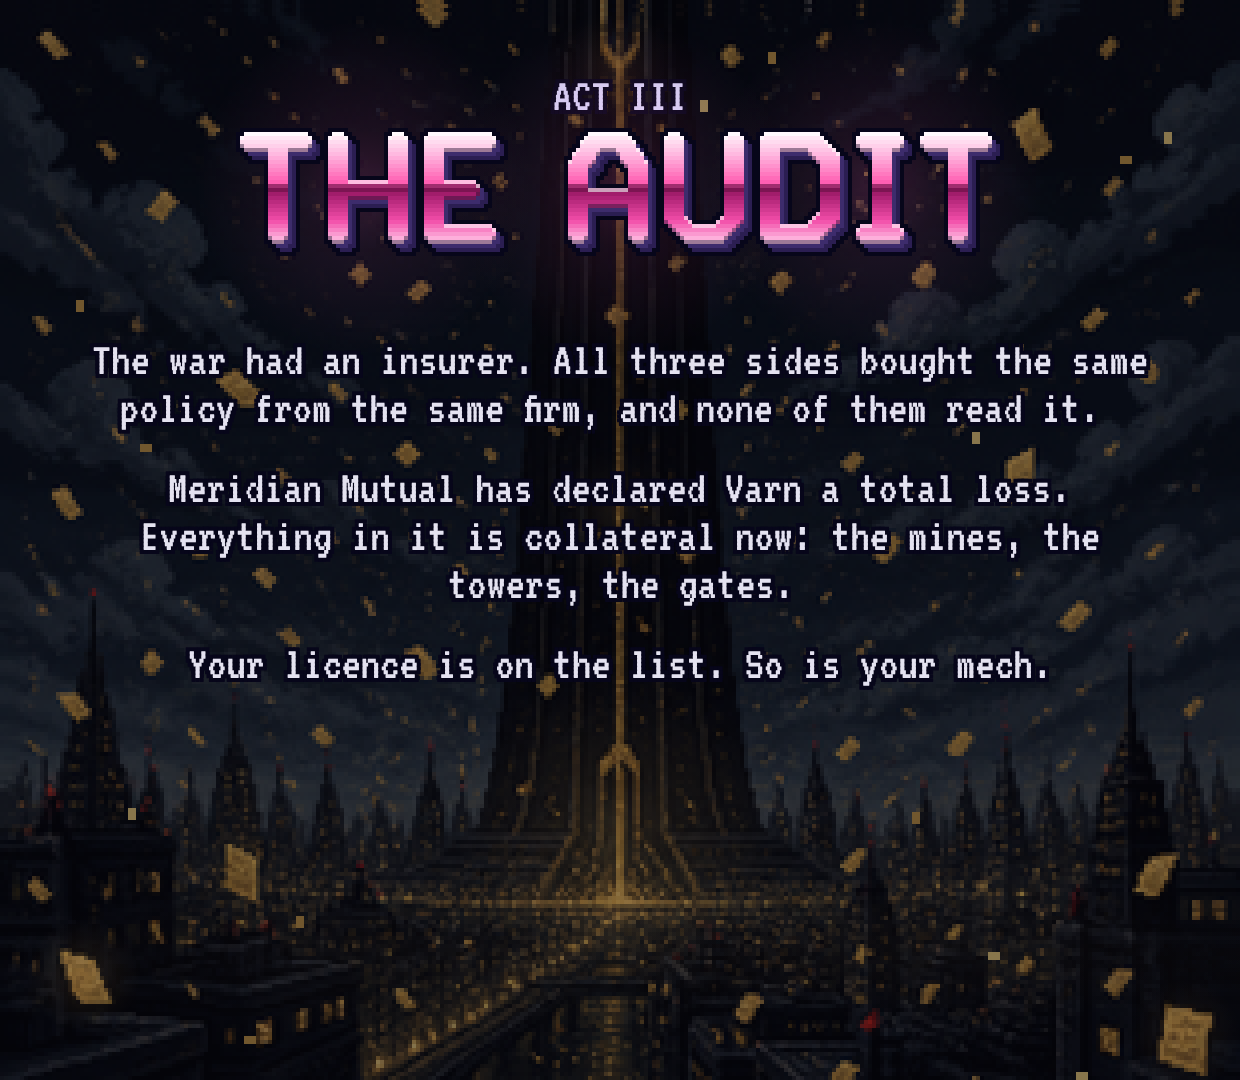 ACT III
THE AUDIT
The war had an insurer. All three sides bought the same
policy from the same firm, and none of them read it.
Meridian Mutual has declared Varn a total loss.
Everything in it is collateral now: the mines, the
towers, the gates.
Your licence is on the list. So is your mech.